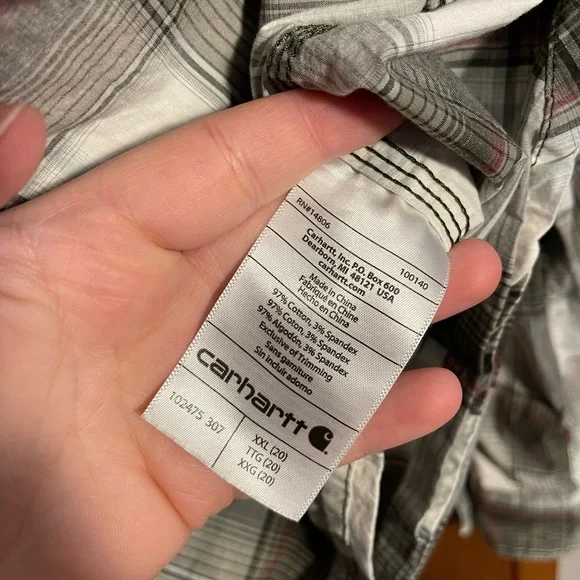 RN#14806
100140
Carhartt, Inc. P.O. Box 600
Dearborn, MI 48121 USA
carhartt.com
Made in China
Fabriqué en Chine
Hecho en China
97% Cotton, 3% Spandex
97% Coton, 3% Spandex
97% Algodón, 3% Spandex
Exclusive of Trimming
Sans garniture
Sin incluir adorno
carhartt
102475 307
XXL (20)
TTG (20)
XXG (20)